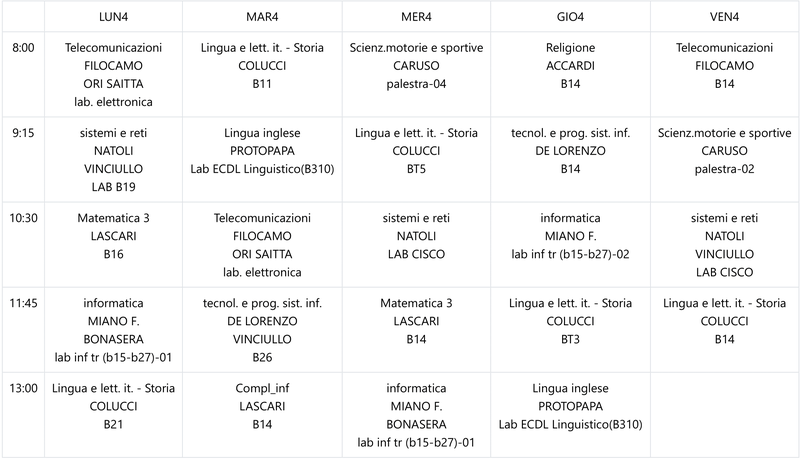 LUN4 MAR4 MER4 GIO4 VEN4
8:00
Telecomunicazioni
FILOCAMO
ORI SAITTA
lab. elettronica
Lingua e lett. it. - Storia
COLUCCI
B11
Scienz.motorie e sportive
CARUSO
palestra-04
Religione
ACCARDI
B14
Telecomunicazioni
FILOCAMO
B14
9:15
sistemi e reti
NATOLI
VINCIULLO
LAB B19
Lingua inglese
PROTOPAPA
Lab ECDL Linguistico(B310)
Lingua e lett. it. - Storia
COLUCCI
BT5
tecnol. e prog. sist. inf.
DE LORENZO
B14
Scienz.motorie e sportive
CARUSO
palestra-02
10:30
Matematica 3
LASCARI
B16
Telecomunicazioni
FILOCAMO
ORI SAITTA
lab. elettronica
sistemi e reti
NATOLI
LAB CISCO
informatica
MIANO F.
lab inf tr (b15-b27)-02
sistemi e reti
NATOLI
VINCIULLO
LAB CISCO
11:45
informatica
MIANO F.
BONASERA
lab inf tr (b15-b27)-01
tecnol. e prog. sist. inf.
DE LORENZO
VINCIULLO
B26
Matematica 3
LASCARI
B14
Lingua e lett. it. - Storia
COLUCCI
BT3
Lingua e lett. it. - Storia
COLUCCI
B14
13:00
Lingua e lett. it. - Storia
COLUCCI
B21
Compl_inf
LASCARI
B14
informatica
MIANO F.
BONASERA
lab inf tr (b15-b27)-01
Lingua inglese
PROTOPAPA
Lab ECDL Linguistico(B310)